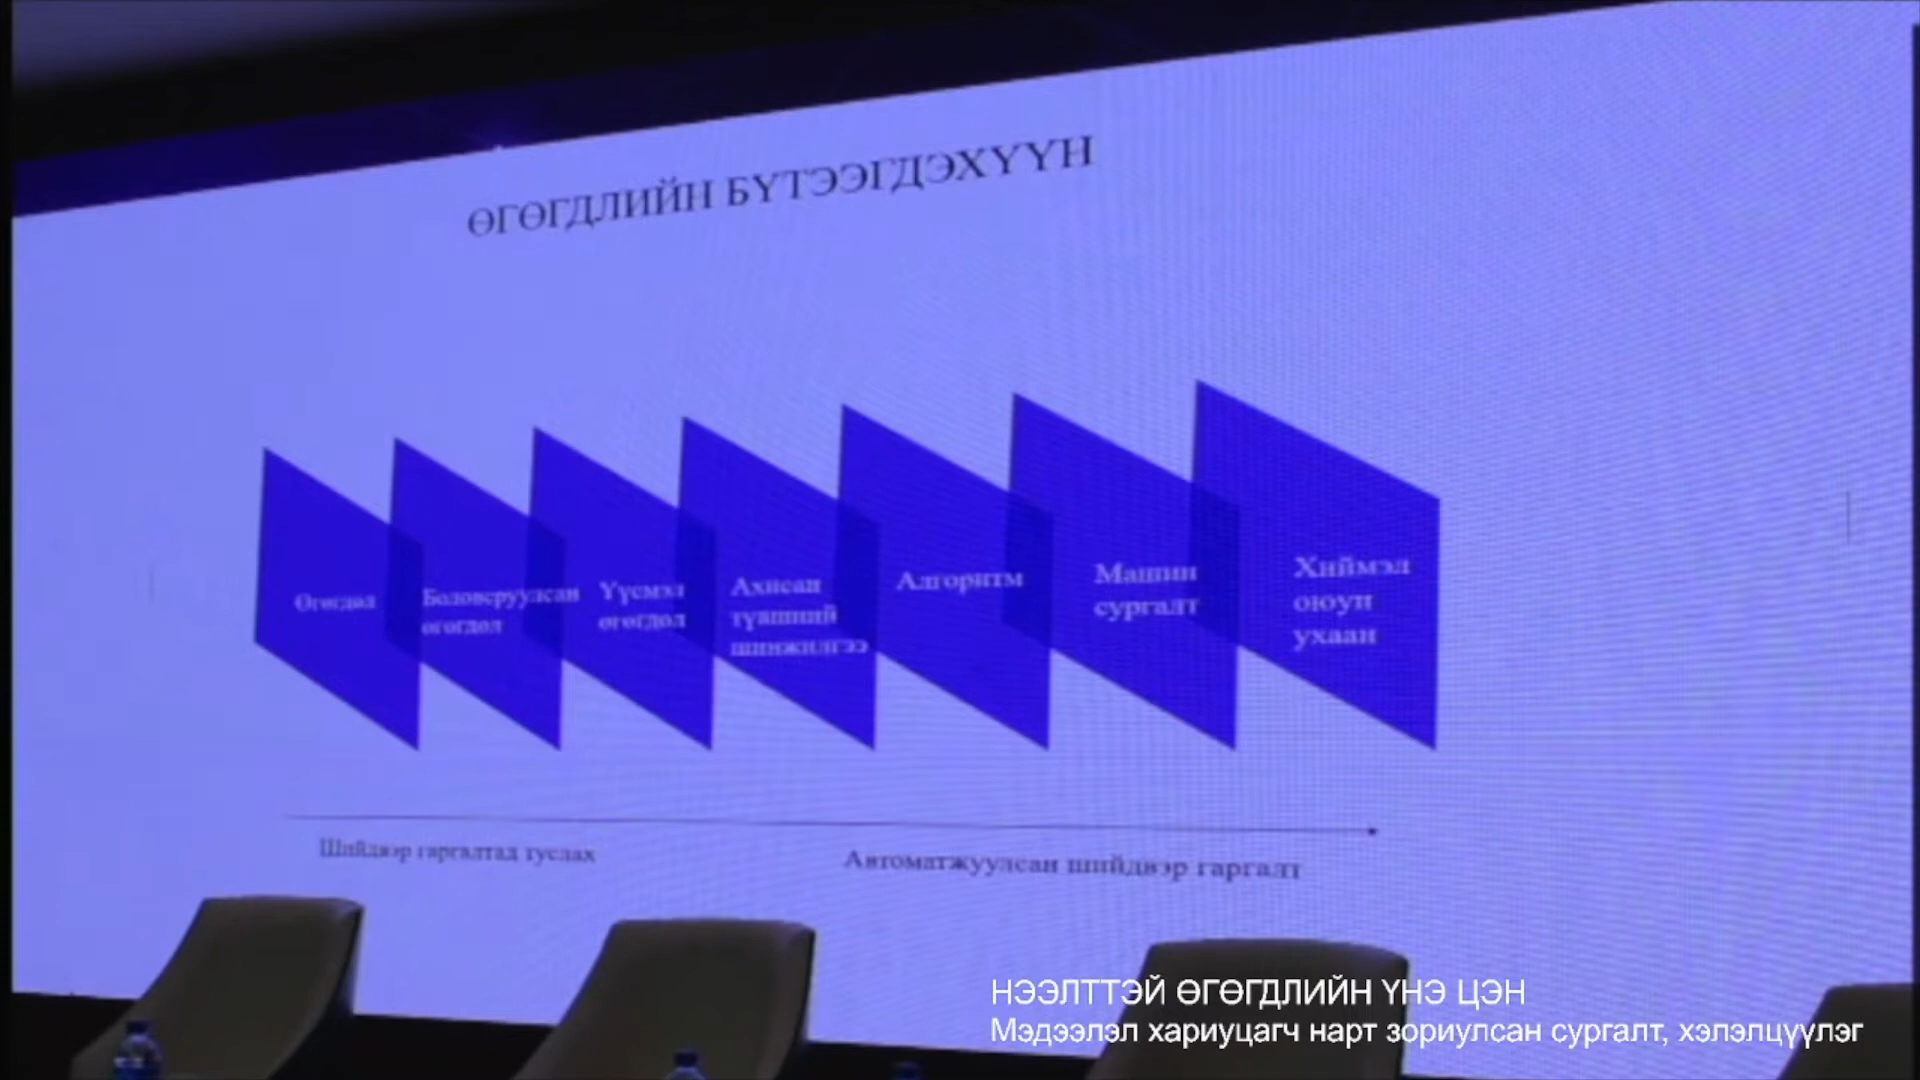 ӨГӨГДЛИЙН БҮТЭЭГДЭХҮҮН
Өгөгдөл
Боловсруулсан
өгөгдөл
Үүсмэл
өгөгдөл
Ахисан
түвшний
шинжилгээ
Алгоритм
Машин
сургалт
Хиймэл
оюун
ухаан
Шийдвэр гаргалтад туслах
Автоматжуулсан шийдвэр гаргалт
НЭЭЛТТЭЙ ӨГӨГДЛИЙН ҮНЭ ЦЭН
Мэдээлэл хариуцагч нарт зориулсан сургалт, хэлэлцүүлэг